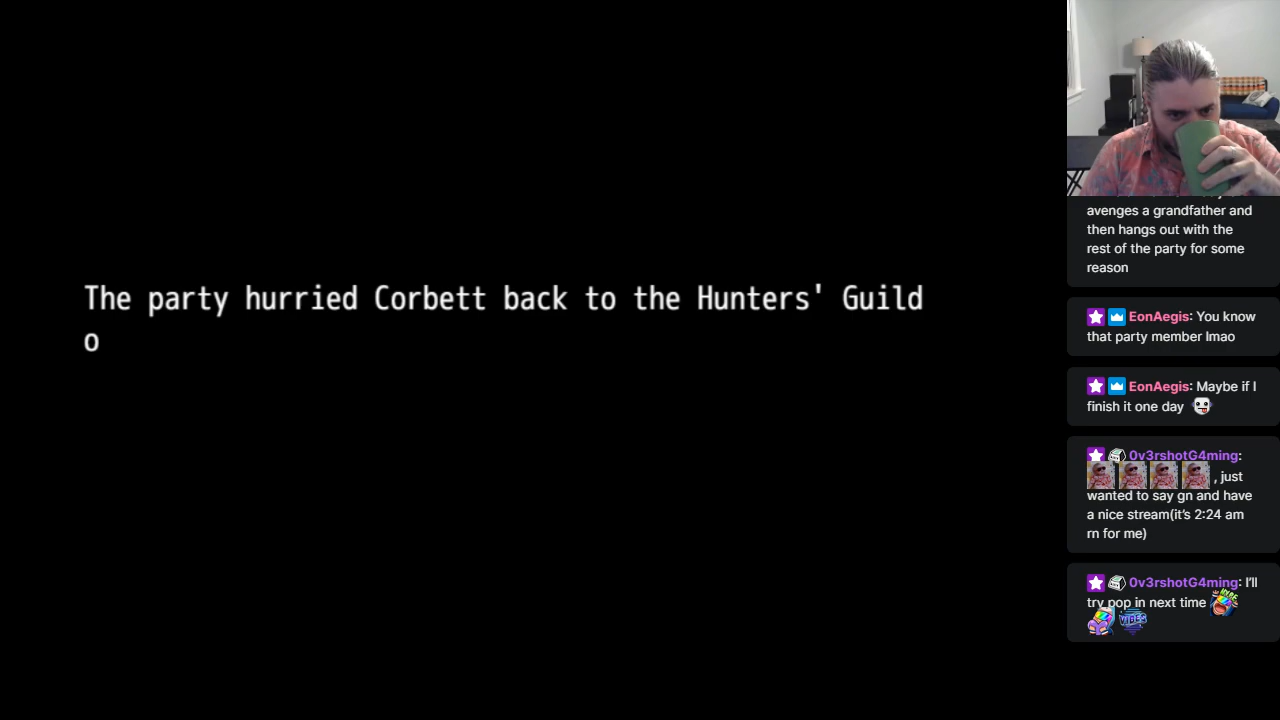 The party hurried Corbett back to the Hunters' Guild
o
avenges a grandfather and
then hangs out with the
rest of the party for some
reason
EonAegis: You know
that party member lmao
EonAegis: Maybe if I
finish it one day
0v3rshotG4ming:
, just
wanted to say gn and have
a nice stream(it's 2:24 am
rn for me)
0v3rshotG4ming: I'll
try pop in next time
VIBES